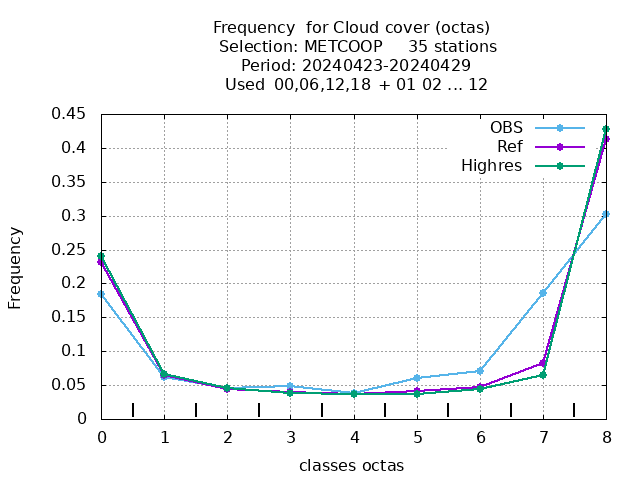 Frequency  for Cloud cover (octas)
Selection: METCOOP     35 stations
Period: 20240423-20240429
Used  00,06,12,18 + 01 02 ... 12
OBS
Ref
Highres
0.45
0.4
0.35
0.3
0.25
0.2
0.15
0.1
0.05
0
Frequency
0 1 2 3 4 5 6 7 8
classes octas